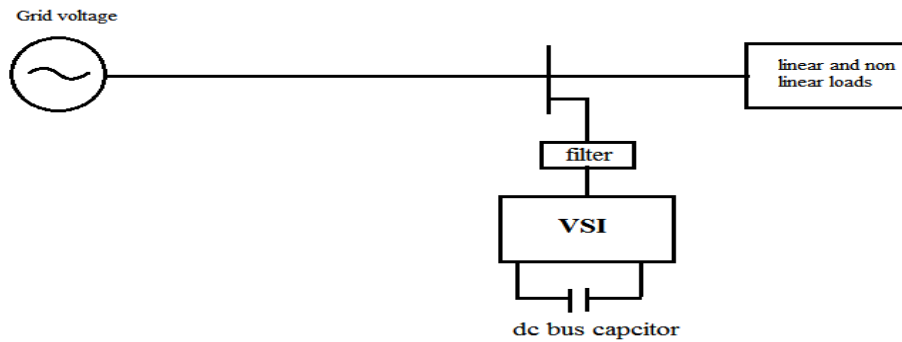 Grid voltage
linear and non
linear loads
filter
VSI
dc bus capcitor